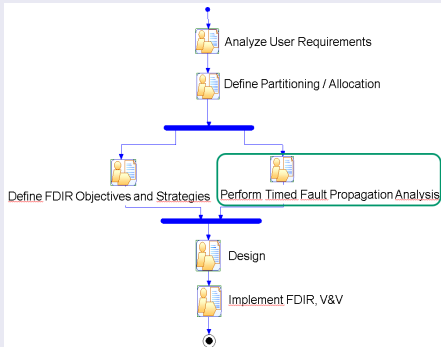 Analyze User Requirements
Define Partitioning / Allocation
Define FDIR Objectives and Strategies
Perform Timed Fault Propagation Analysis
Design
Implement FDIR, V&V